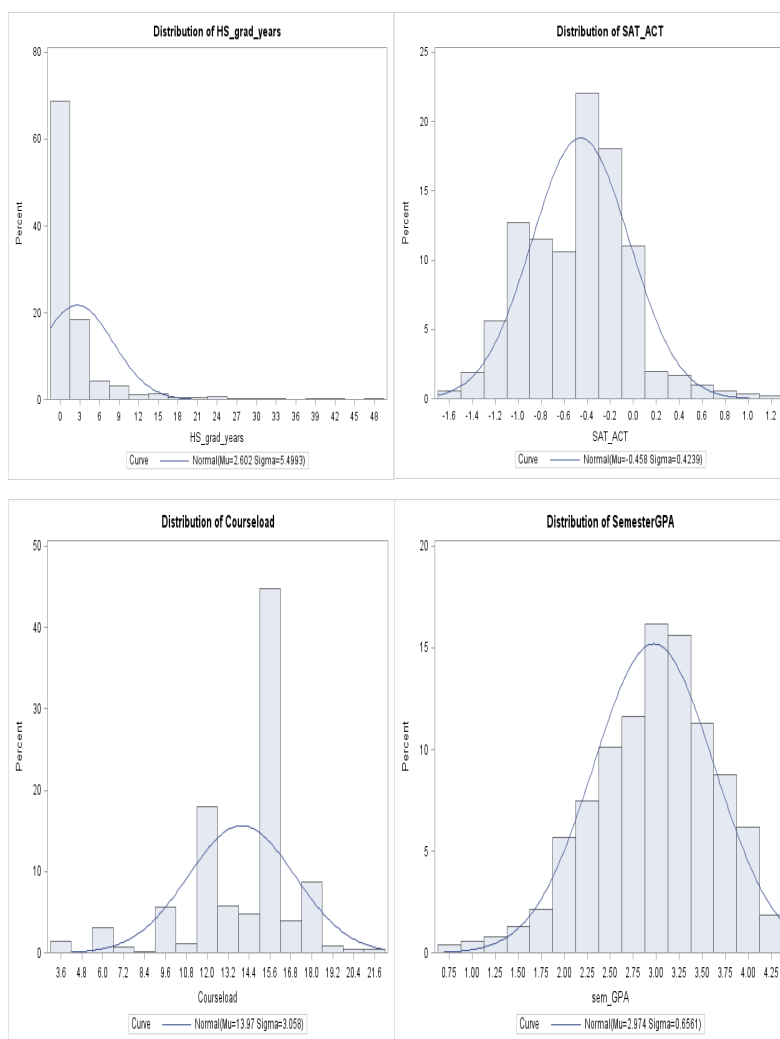 Distribution of HS_grad_years
80
60
40
20
0
Percent
0 3 6 9 12 15 18 21 24 27 30 33 36 39 42 45 48
HS_grad_years
Curve Normal(Mu=2.602 Sigma=5.4993)
Distribution of SAT_ACT
25
20
15
10
5
0
Percent
-1.6 -1.4 -1.2 -1.0 -0.8 -0.6 -0.4 -0.2 0.0 0.2 0.4 0.6 0.8 1.0 1.2
SAT_ACT
Curve Normal(Mu=-0.458 Sigma=0.4239)
Distribution of Courseload
50
40
30
20
10
0
Percent
3.6 4.8 6.0 7.2 8.4 9.6 10.8 12.0 13.2 14.4 15.6 16.8 18.0 19.2 20.4 21.6
Courseload
Curve Normal(Mu=13.97 Sigma=3.058)
Distribution of SemesterGPA
20
15
10
5
0
Percent
0.75 1.00 1.25 1.50 1.75 2.00 2.25 2.50 2.75 3.00 3.25 3.50 3.75 4.00 4.25
sem_GPA
Curve Normal(Mu=2.974 Sigma=0.6561)